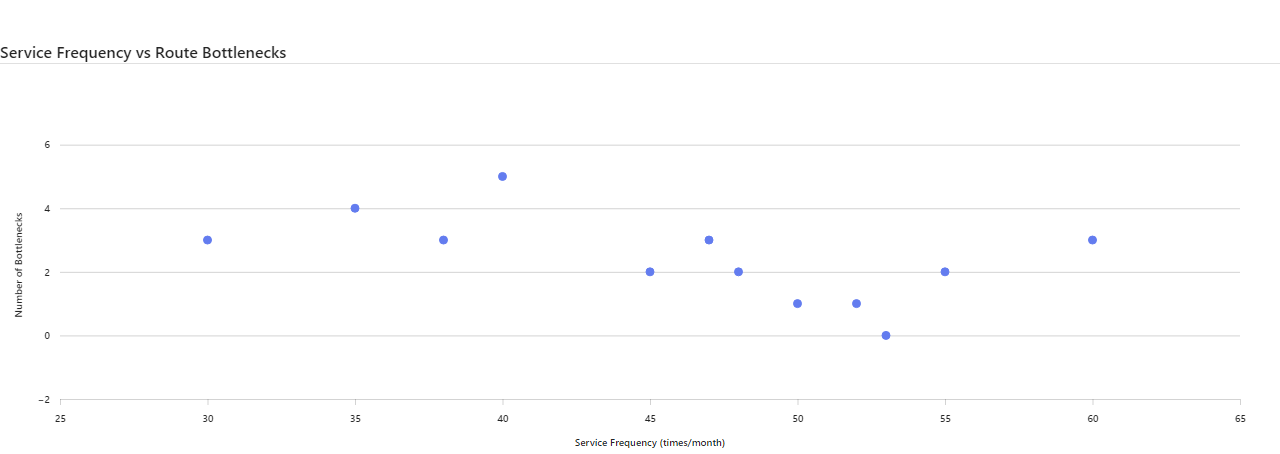 Service Frequency vs Route Bottlenecks
6
4
2
0
−2
Number of Bottlenecks
25 30 35 40 45 50 55 60 65
Service Frequency (times/month)